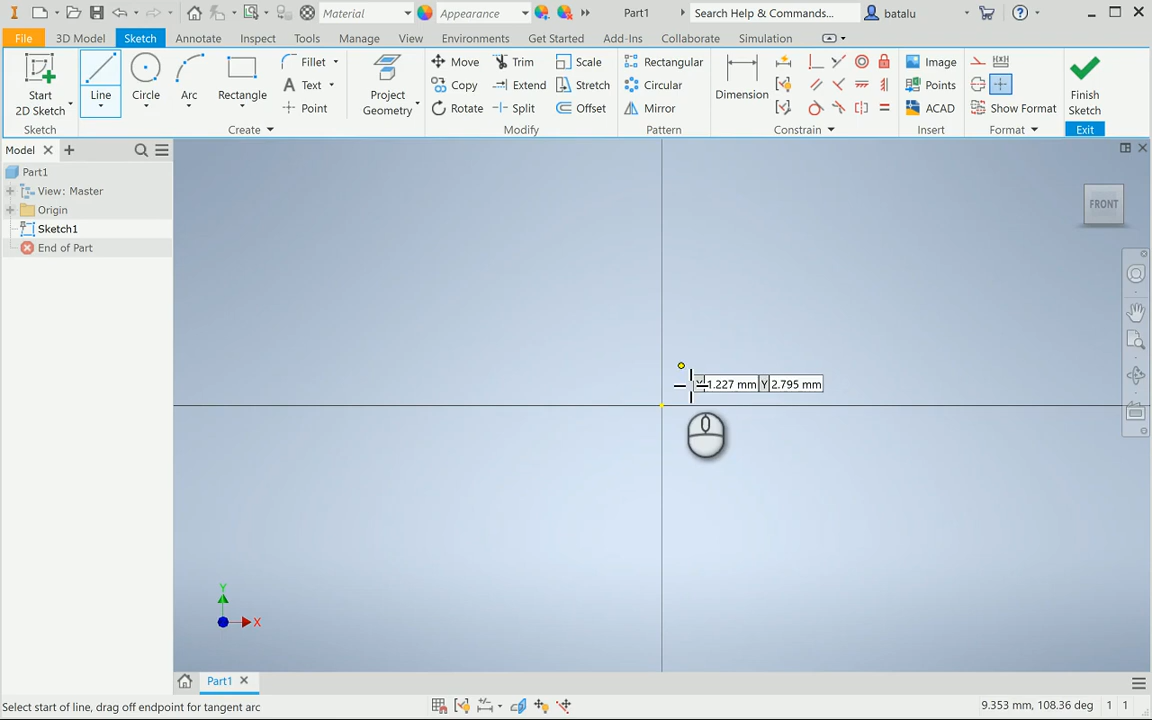 Material Appearance Part1 Search Help & Commands... batalu
File 3D Model Sketch Annotate Inspect Tools Manage View Environments Get Started Add-Ins Collaborate Simulation
Start 2D Sketch Line Circle Arc Rectangle Fillet Text Point Project Geometry Move Copy Rotate Trim Extend Split Scale Stretch Offset Rectangular Circular Mirror Dimension Image Points ACAD Show Format Finish Sketch
Sketch Create Modify Pattern Constrain Insert Format Exit
Model
Part1
View: Master
Origin
Sketch1
End of Part
FRONT
1.227 mm Y 2.795 mm
Y
X
Part1
Select start of line, drag off endpoint for tangent arc 9.353 mm, 108.36 deg 1 1